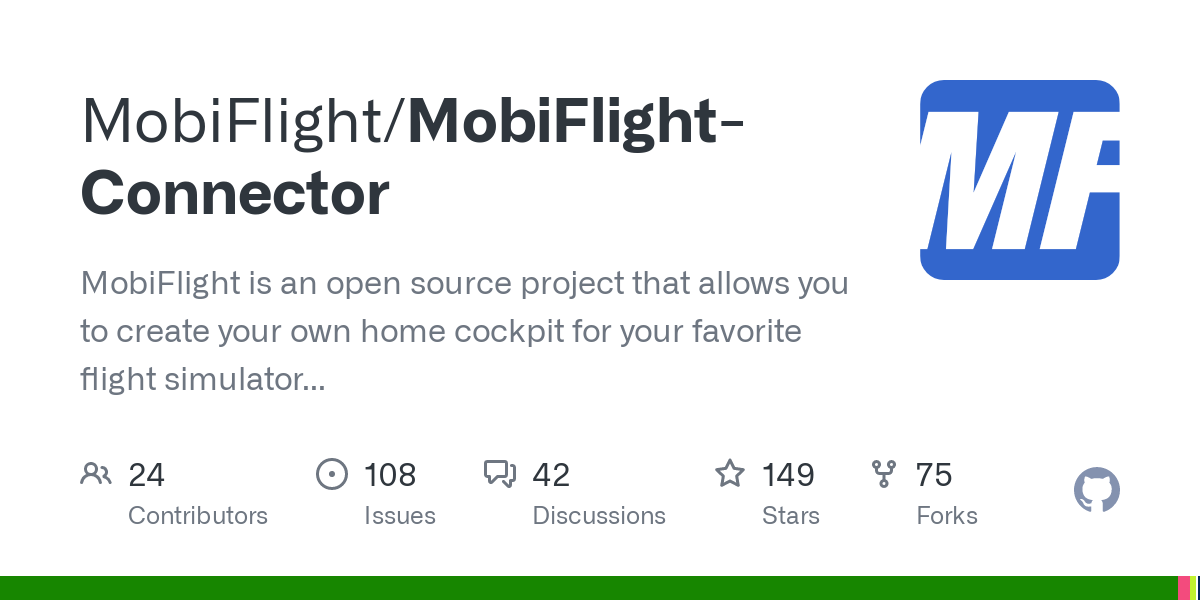 MobiFlight/MobiFlight-
Connector
MF
MobiFlight is an open source project that allows you
to create your own home cockpit for your favorite
flight simulator...
24
Contributors
108
Issues
42
Discussions
149
Stars
75
Forks